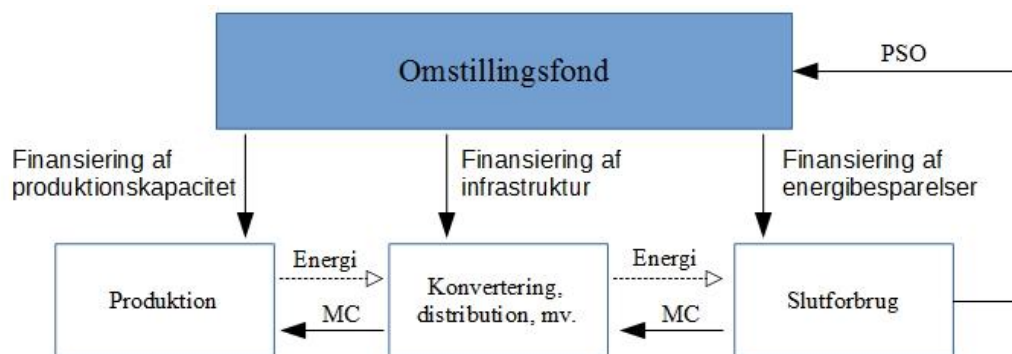 Omstillingsfond
PSO
Finansiering af
produktionskapacitet
Finansiering af
infrastruktur
Finansiering af
energibesparelser
Produktion
Energi
MC
Konvertering,
distribution, mv.
Energi
MC
Slutforbrug